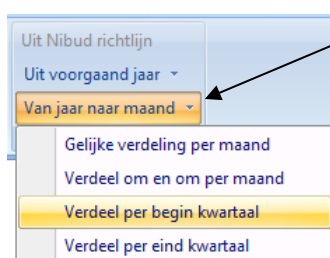 Uit Nibud richtlijn
Uit voorgaand jaar
Van jaar naar maand
Gelijke verdeling per maand
Verdeel om en om per maand
Verdeel per begin kwartaal
Verdeel per eind kwartaal